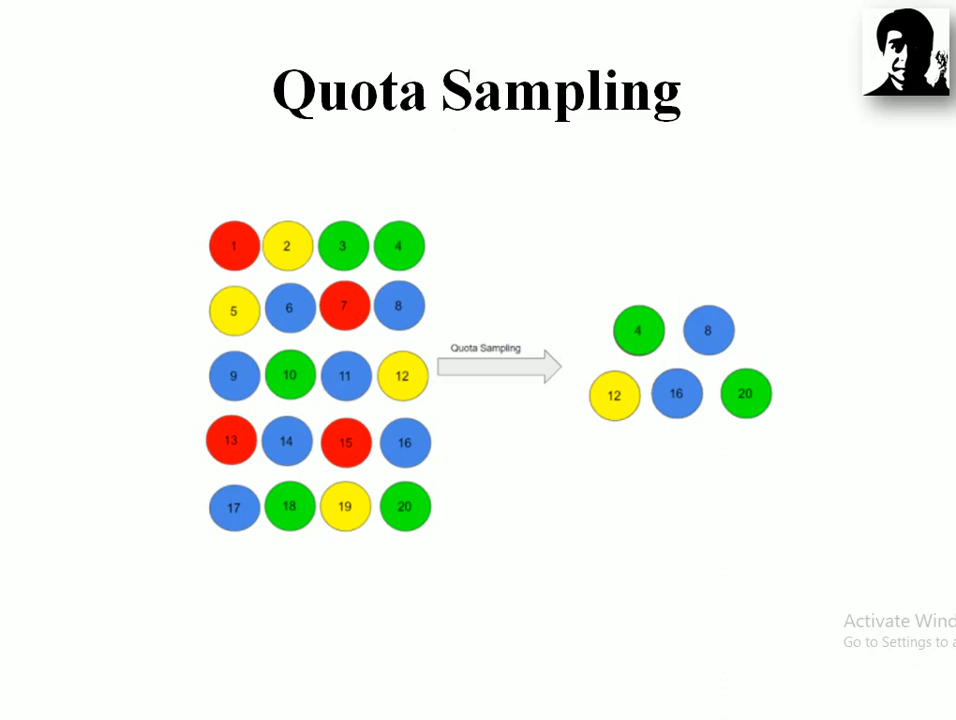 Quota Sampling
1 2 3 4
5 6 7 8
9 10 11 12
13 14 15 16
17 18 19 20
Quota Sampling
4 8
12 16 20
Activate Wind
Go to Settings to a